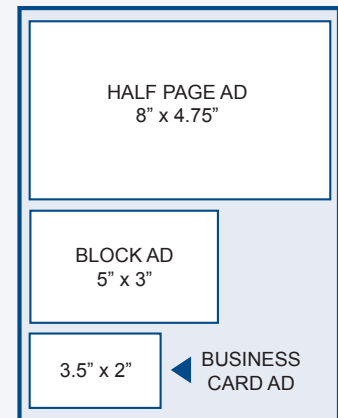 HALF PAGE AD
8” x 4.75”
BLOCK AD
5” x 3”
3.5” x 2”
BUSINESS
CARD AD